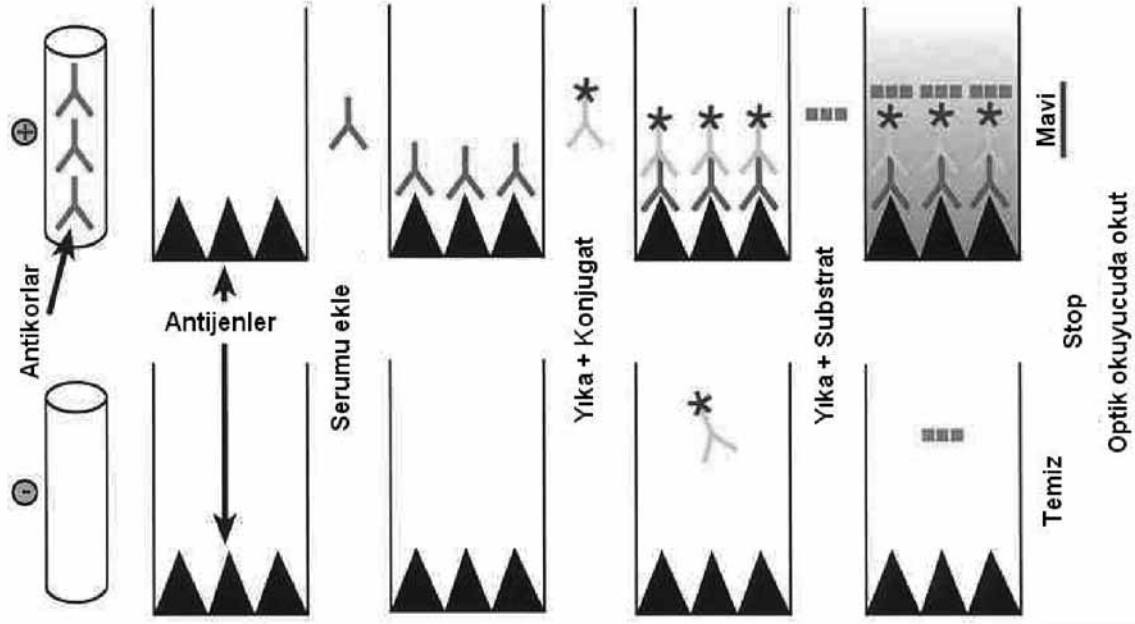 +
Antikorlar
-
Antijenler
Serumu ekle
Yıka + Konjugat
Yıka + Substrat
Mavi
Temiz
Stop
Optik okuyucuda okut